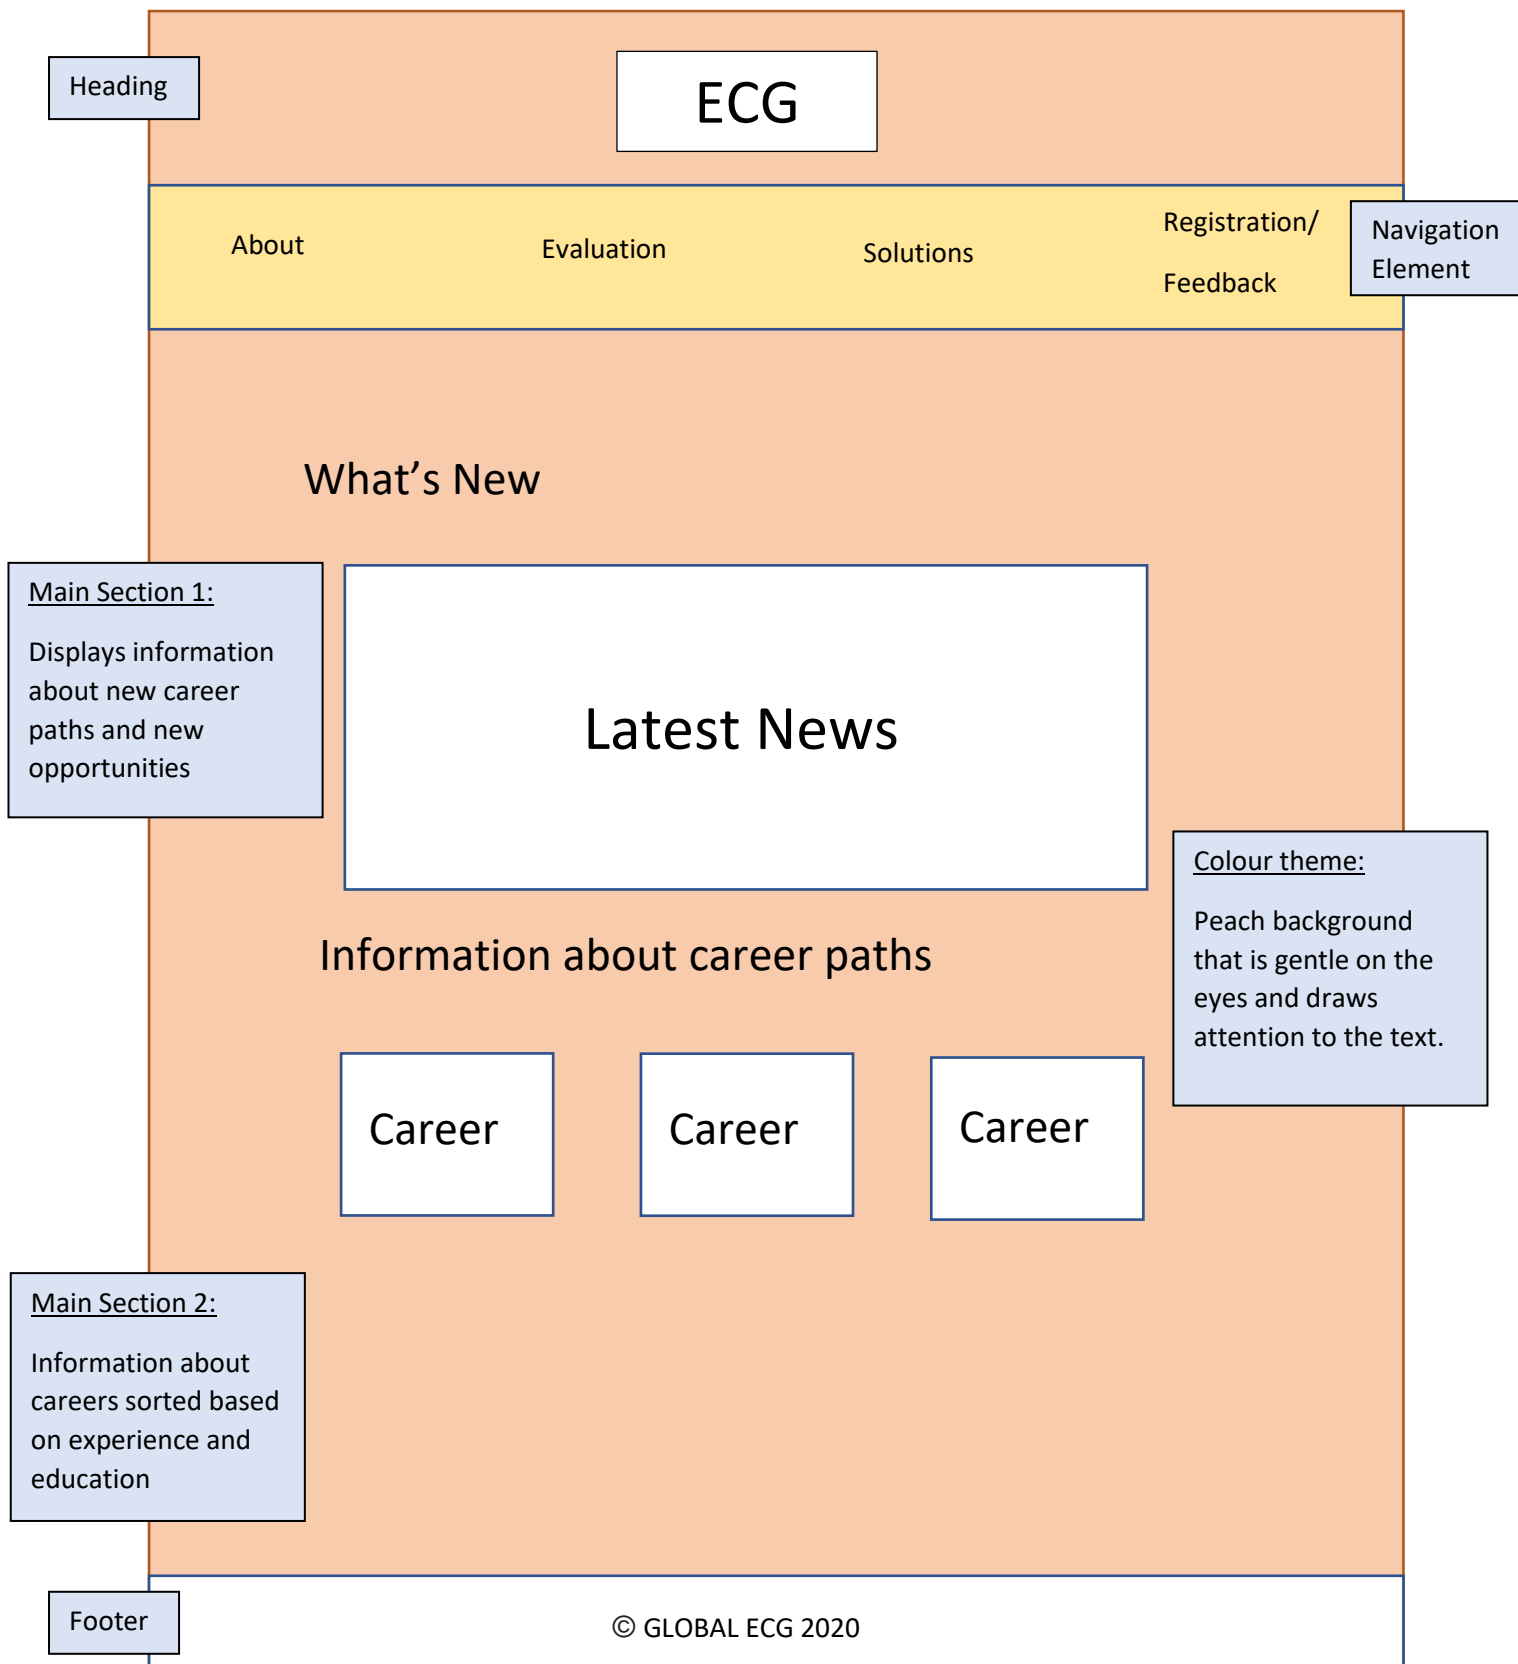 Heading
ECG
About
Evaluation
Solutions
Registration/
Feedback
Navigation
Element
What’s New
Main Section 1:
Displays information
about new career
paths and new
opportunities
Latest News
Colour theme:
Peach background
that is gentle on the
eyes and draws
attention to the text.
Information about career paths
Career
Career
Career
Main Section 2:
Information about
careers sorted based
on experience and
education
Footer
© GLOBAL ECG 2020